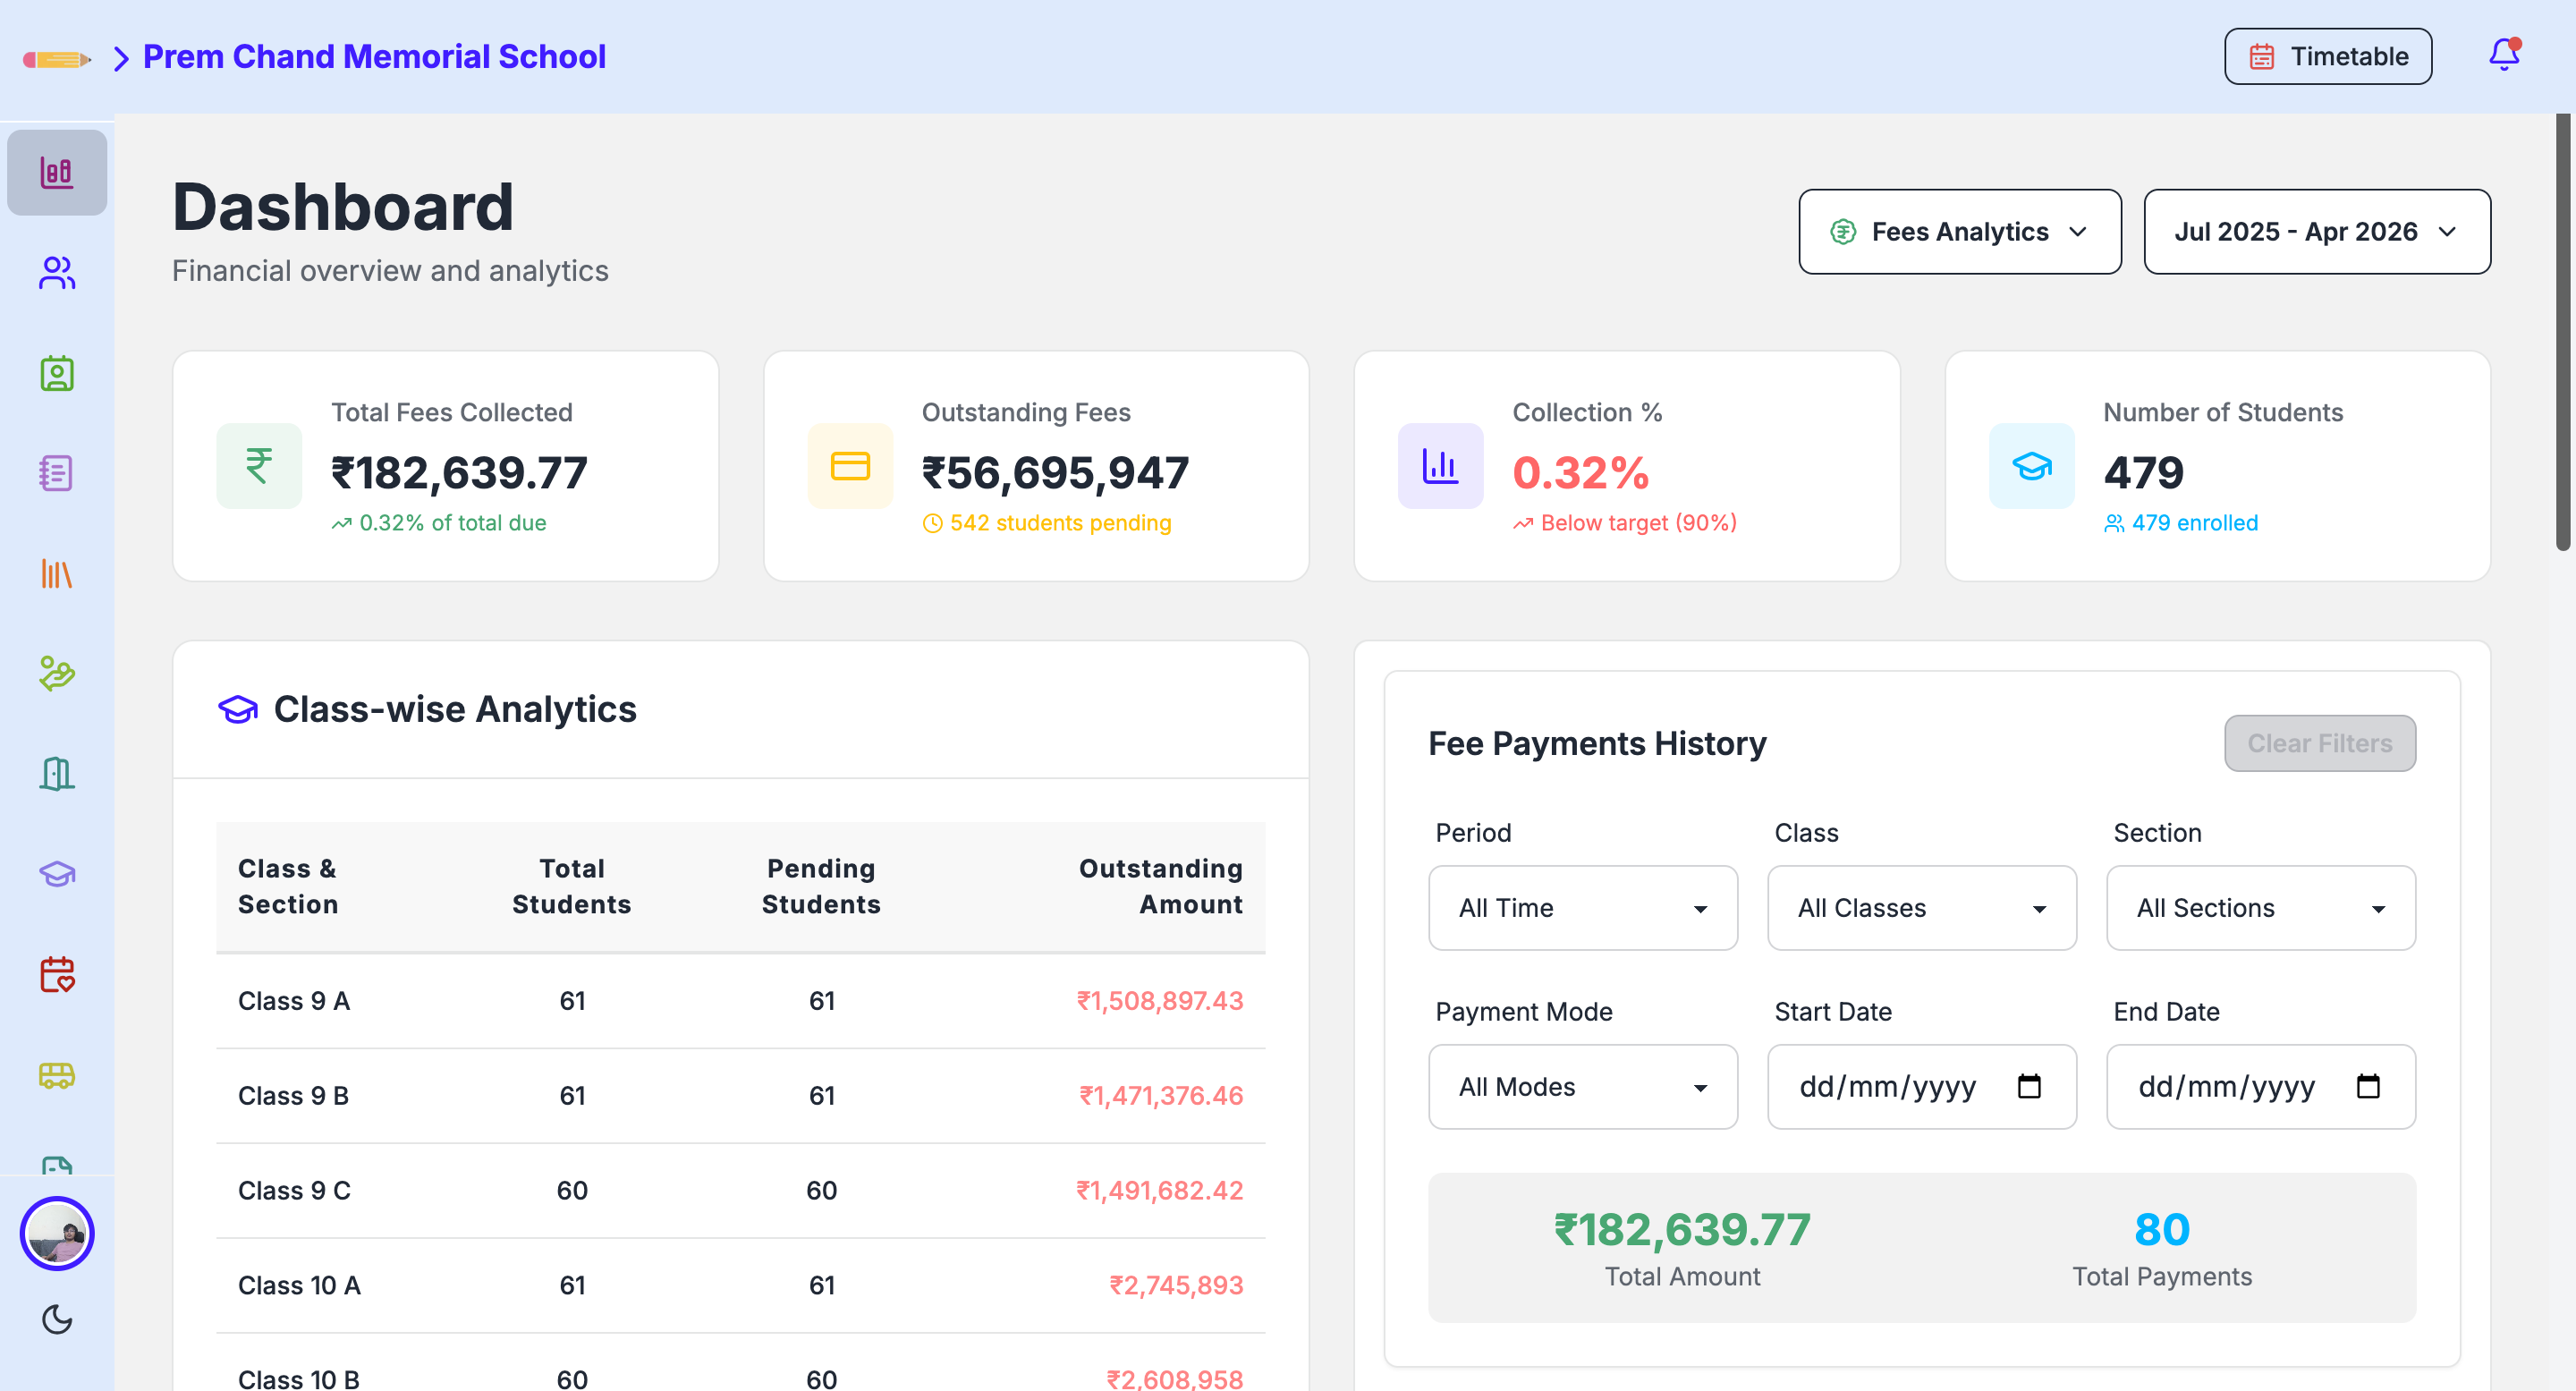 Prem Chand Memorial School
Timetable
Dashboard
Financial overview and analytics
Fees Analytics
Jul 2025 - Apr 2026
Total Fees Collected
₹182,639.77
0.32% of total due
Outstanding Fees
₹56,695,947
542 students pending
Collection %
0.32%
Below target (90%)
Number of Students
479
479 enrolled
Class-wise Analytics
Class & Section Total Students Pending Students Outstanding Amount
Class 9 A 61 61 ₹1,508,897.43
Class 9 B 61 61 ₹1,471,376.46
Class 9 C 60 60 ₹1,491,682.42
Class 10 A 61 61 ₹2,745,893
Class 10 B 60 60 ₹2,608,958
Fee Payments History
Clear Filters
Period Class Section
All Time All Classes All Sections
Payment Mode Start Date End Date
All Modes dd/mm/yyyy dd/mm/yyyy
₹182,639.77 80
Total Amount Total Payments